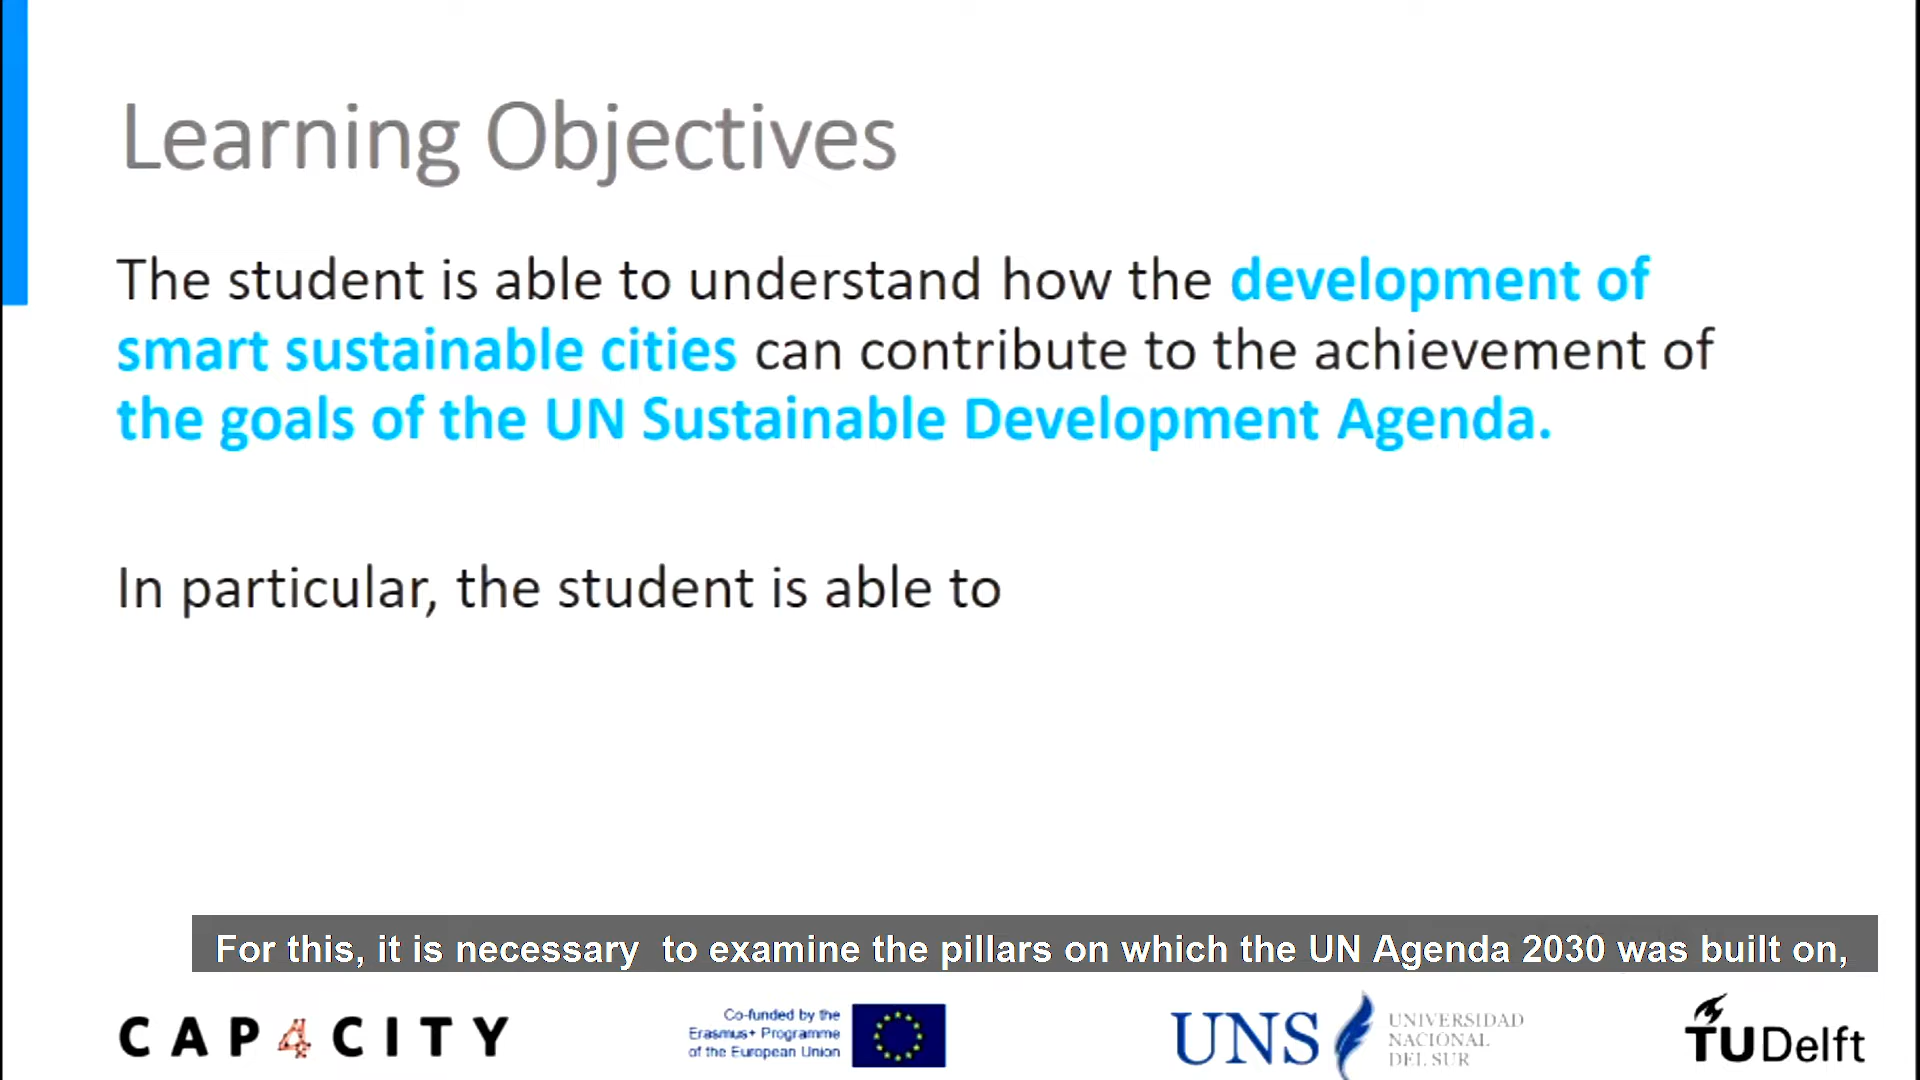 Learning Objectives
The student is able to understand how the development of
smart sustainable cities can contribute to the achievement of
the goals of the UN Sustainable Development Agenda.
In particular, the student is able to
For this, it is necessary  to examine the pillars on which the UN Agenda 2030 was built on,
CAP4CITY
Co-funded by the
Erasmus+ Programme
of the European Union
UNS
UNIVERSIDAD
NACIONAL
DEL SUR
TUDelft